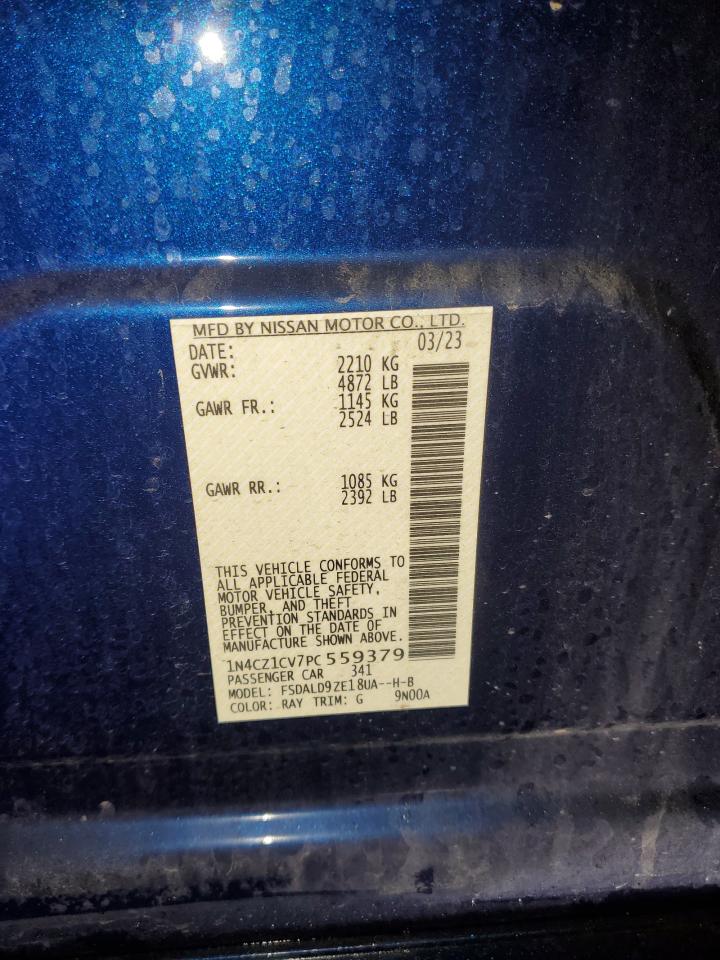 MFD BY NISSAN MOTOR CO., LTD.
DATE: 03/23
GVWR: 2210 KG
4872 LB
GAWR FR.: 1145 KG
2524 LB
GAWR RR.: 1085 KG
2392 LB
THIS VEHICLE CONFORMS TO
ALL APPLICABLE FEDERAL
MOTOR VEHICLE SAFETY,
BUMPER, AND THEFT
PREVENTION STANDARDS IN
EFFECT ON THE DATE OF
MANUFACTURE SHOWN ABOVE.
1N4CZ1CV7PC559379
PASSENGER CAR 341
MODEL: FSDALD9ZE18UA--H-B
COLOR: RAY TRIM: G 9N00A